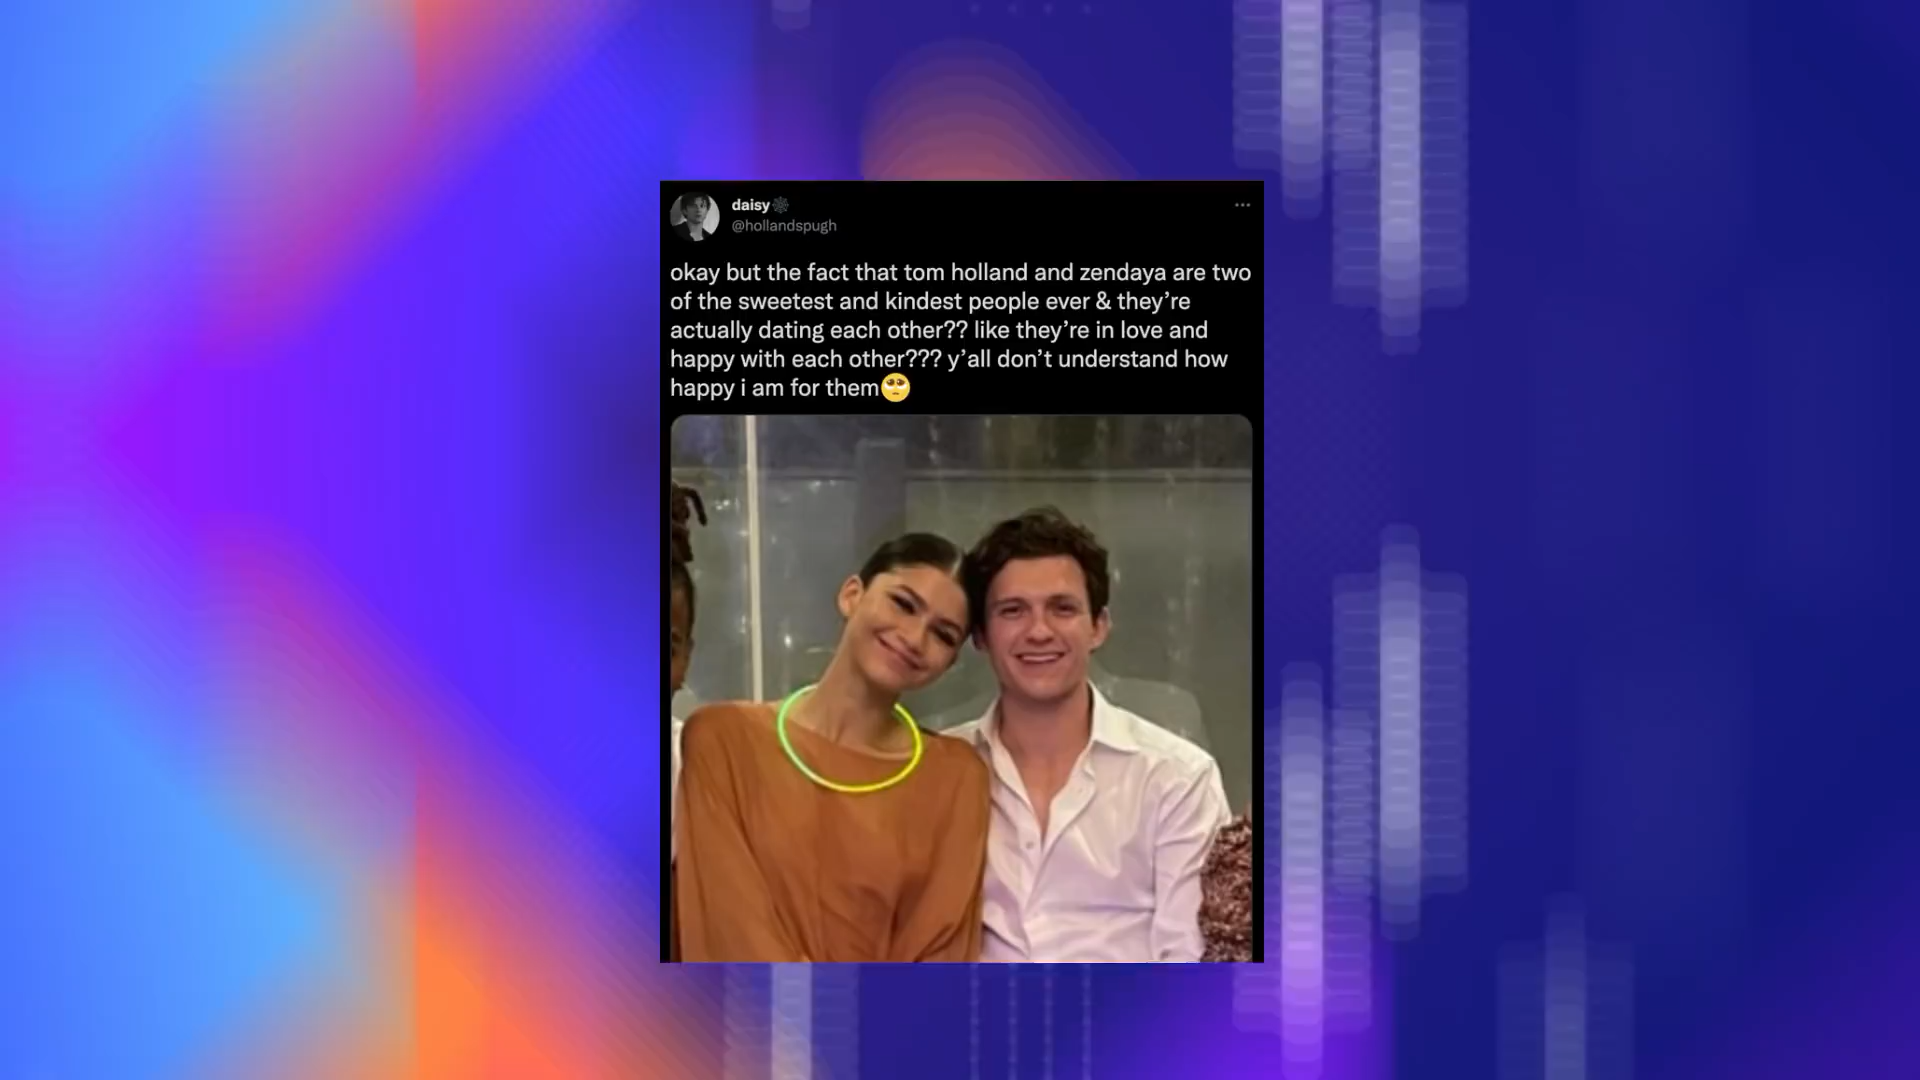 daisy🕸
@hollandspugh
okay but the fact that tom holland and zendaya are two
of the sweetest and kindest people ever & they’re
actually dating each other?? like they’re in love and
happy with each other??? y’all don’t understand how
happy i am for them🥺